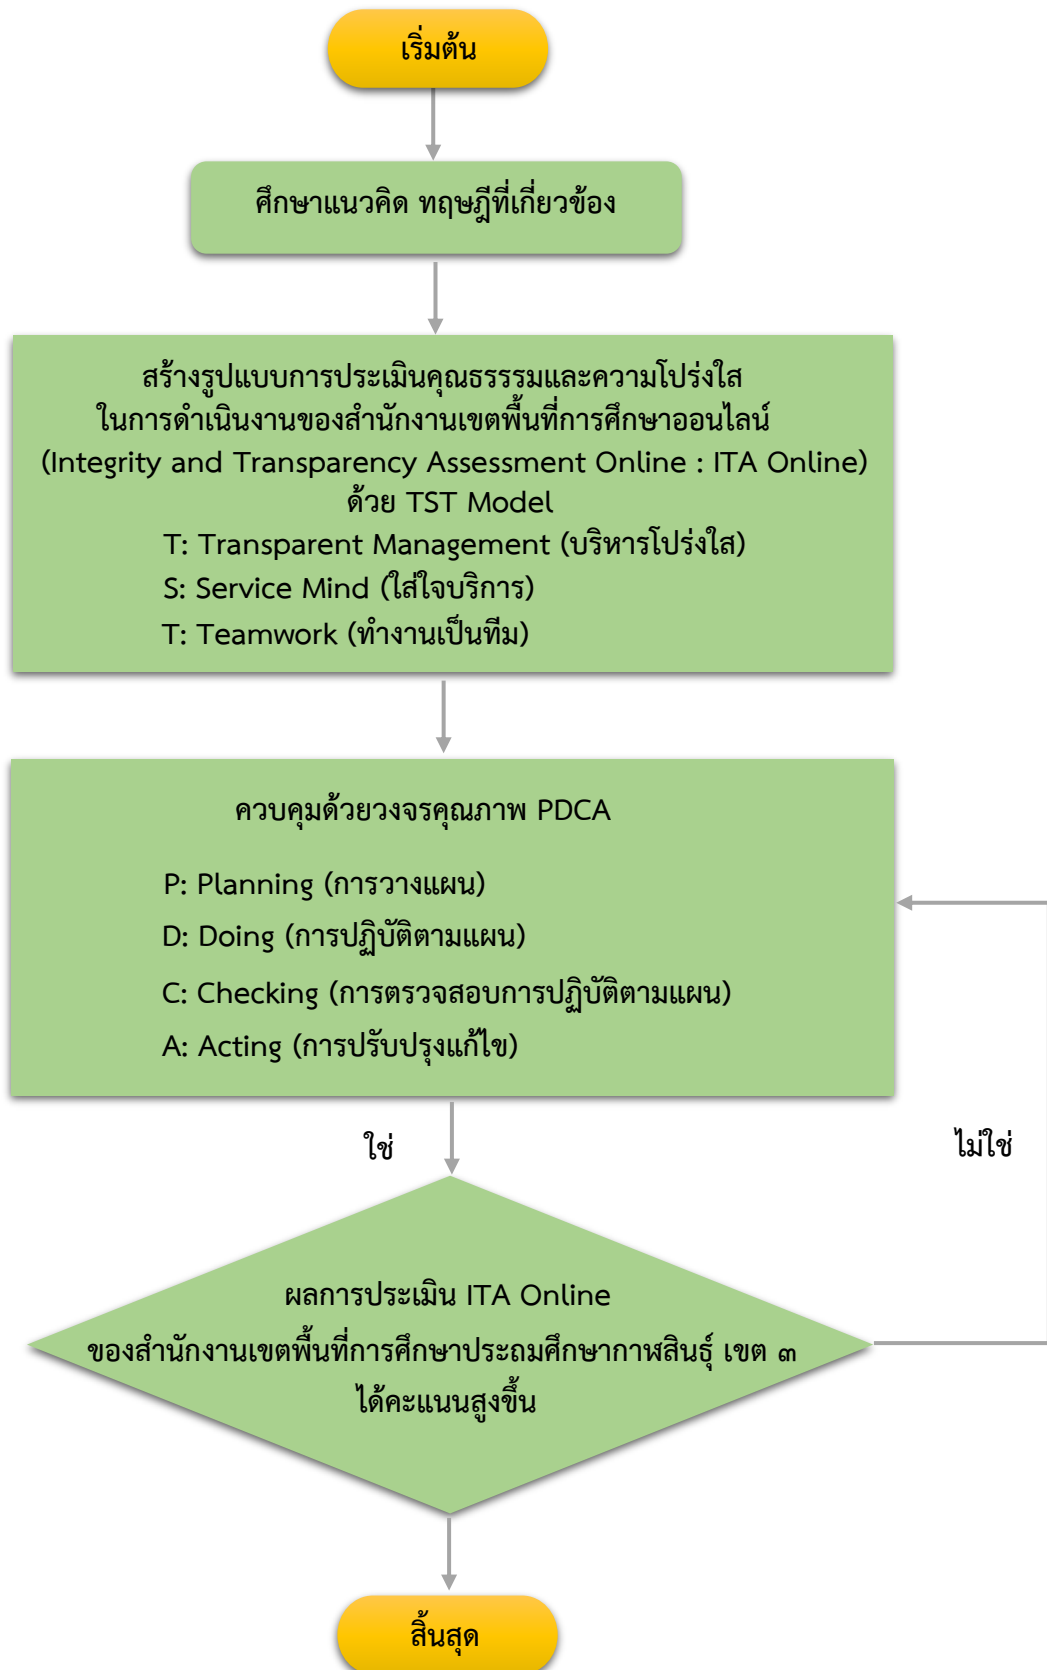 เริ่มต้น
ศึกษาแนวคิด ทฤษฎีที่เกี่ยวข้อง
สร้างรูปแบบการประเมินคุณธรรรมและความโปร่งใส
ในการดำเนินงานของสำนักงานเขตพื้นที่การศึกษาออนไลน์
(Integrity and Transparency Assessment Online : ITA Online)
ด้วย TST Model
T: Transparent Management (บริหารโปร่งใส)
S: Service Mind (ใส่ใจบริการ)
T: Teamwork (ทำงานเป็นทีม)
ควบคุมด้วยวงจรคุณภาพ PDCA
P: Planning (การวางแผน)
D: Doing (การปฏิบัติตามแผน)
C: Checking (การตรวจสอบการปฏิบัติตามแผน)
A: Acting (การปรับปรุงแก้ไข)
ใช่
ไม่ใช่
ผลการประเมิน ITA Online
ของสำนักงานเขตพื้นที่การศึกษาประถมศึกษากาฬสินธุ์ เขต ๓
ได้คะแนนสูงขึ้น
สิ้นสุด